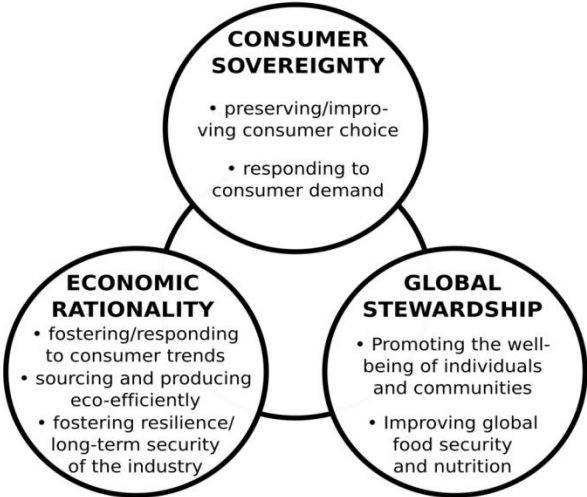 CONSUMER
SOVEREIGNTY
• preserving/impro-
ving consumer choice
• responding to
consumer demand
ECONOMIC
RATIONALITY
• fostering/responding
to consumer trends
• sourcing and producing
eco-efficiently
• fostering resilience/
long-term security
of the industry
GLOBAL
STEWARDSHIP
• Promoting the well-
being of individuals
and communities
• Improving global
food security
and nutrition